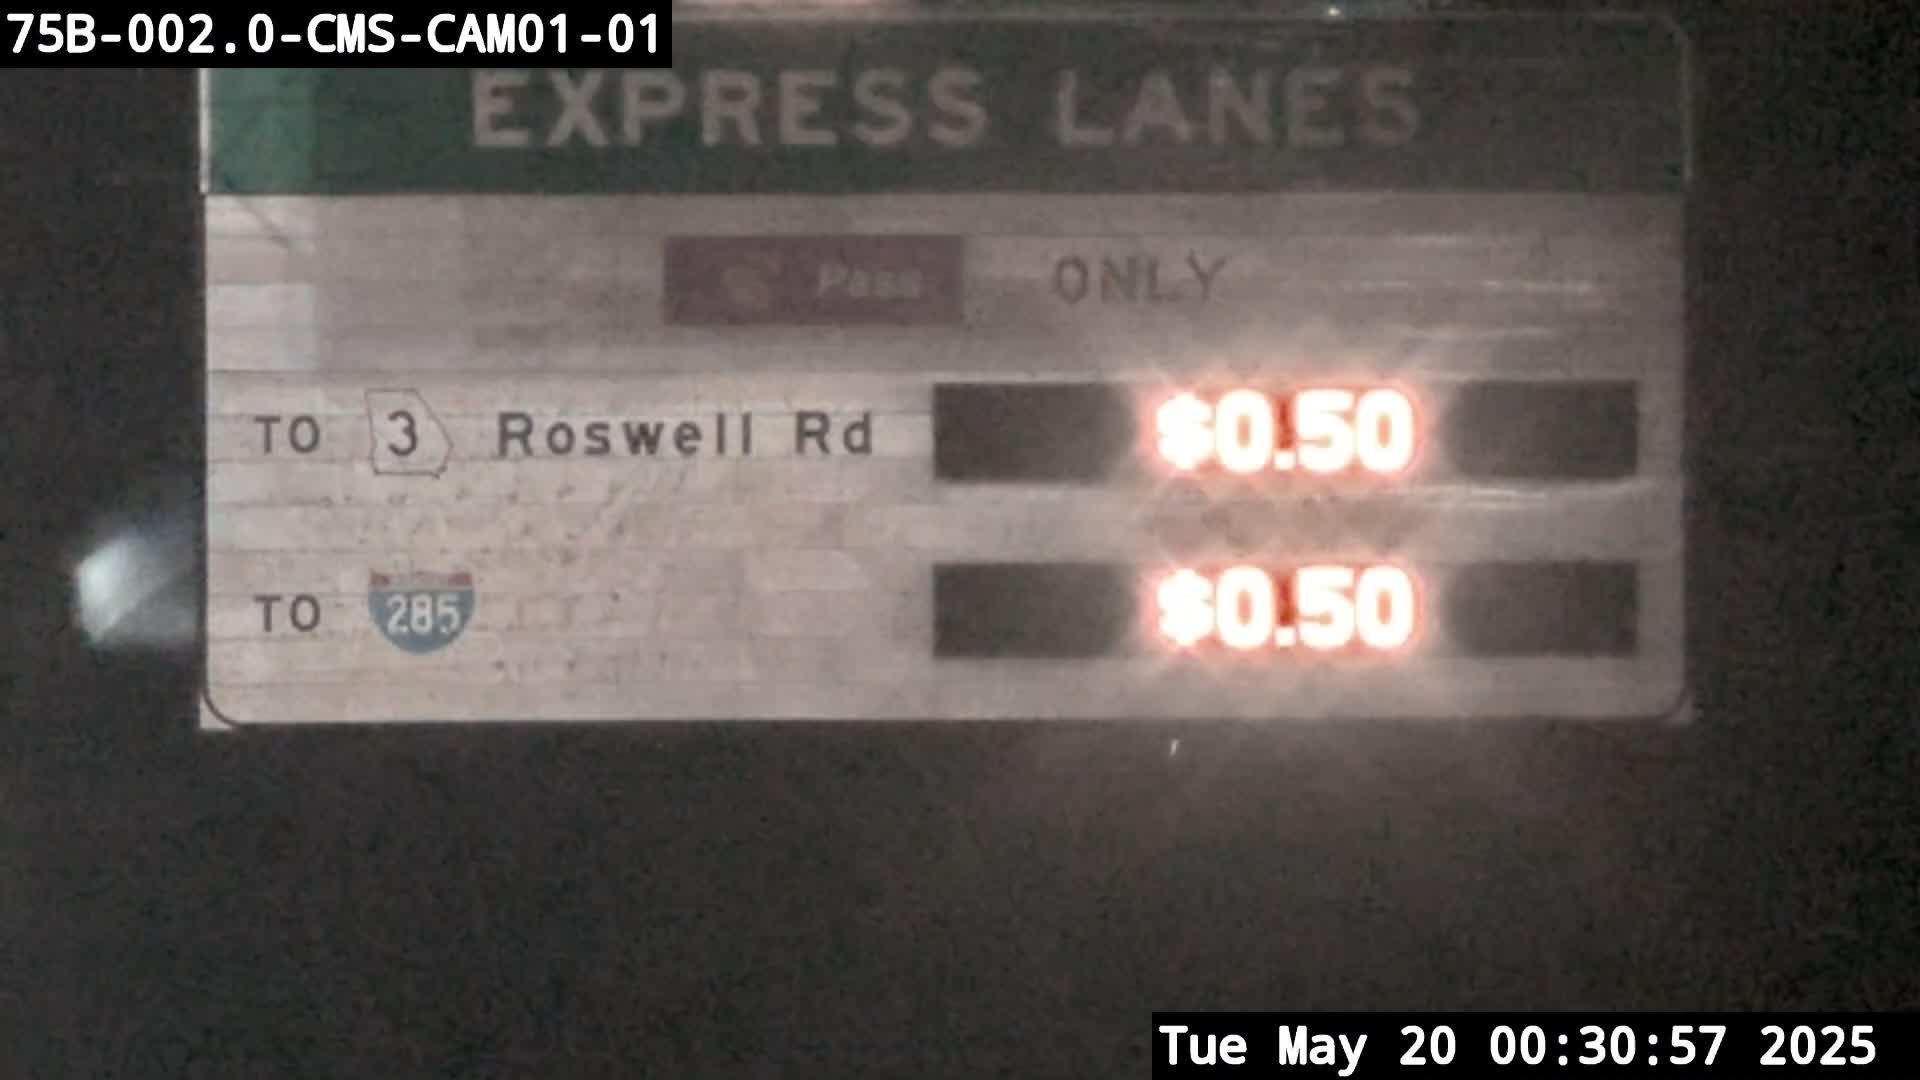 75B-002.0-CMS-CAM01-01
EXPRESS LANES
Pass ONLY
TO 3 Roswell Rd $0.50
TO 285 $0.50
Tue May 20 00:30:57 2025